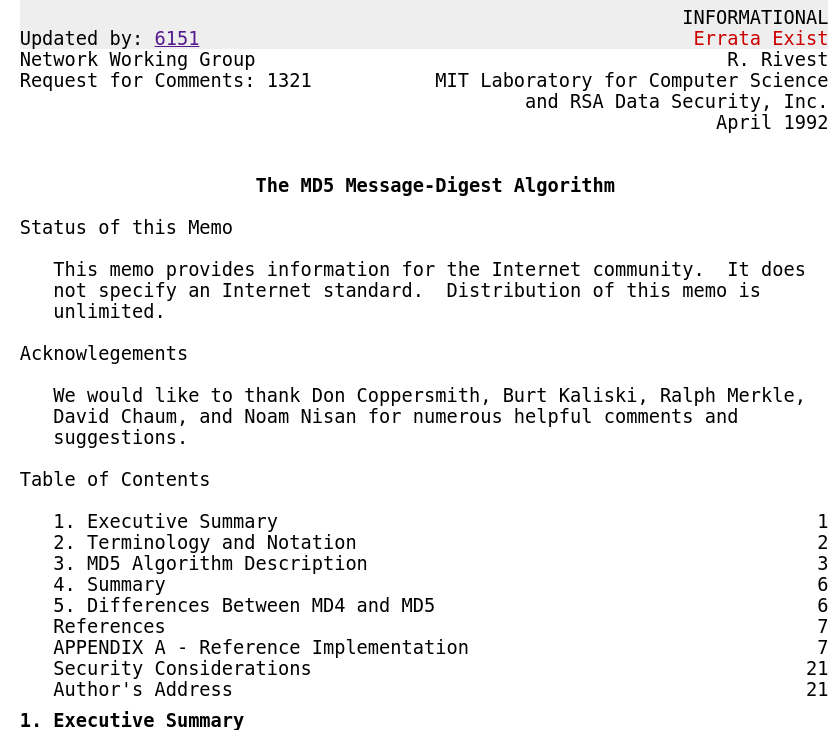 INFORMATIONAL
Updated by: 6151 Errata Exist
Network Working Group R. Rivest
Request for Comments: 1321 MIT Laboratory for Computer Science
and RSA Data Security, Inc.
April 1992
The MD5 Message-Digest Algorithm
Status of this Memo
This memo provides information for the Internet community. It does
not specify an Internet standard. Distribution of this memo is
unlimited.
Acknowlegements
We would like to thank Don Coppersmith, Burt Kaliski, Ralph Merkle,
David Chaum, and Noam Nisan for numerous helpful comments and
suggestions.
Table of Contents
1. Executive Summary 1
2. Terminology and Notation 2
3. MD5 Algorithm Description 3
4. Summary 6
5. Differences Between MD4 and MD5 6
References 7
APPENDIX A - Reference Implementation 7
Security Considerations 21
Author's Address 21
1. Executive Summary